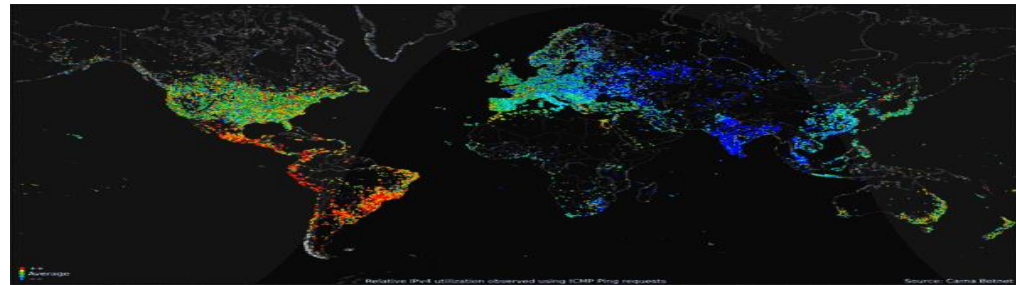 Average
Relative IPv4 utilization observed using ICMP Ping requests
Source: Carna Botnet